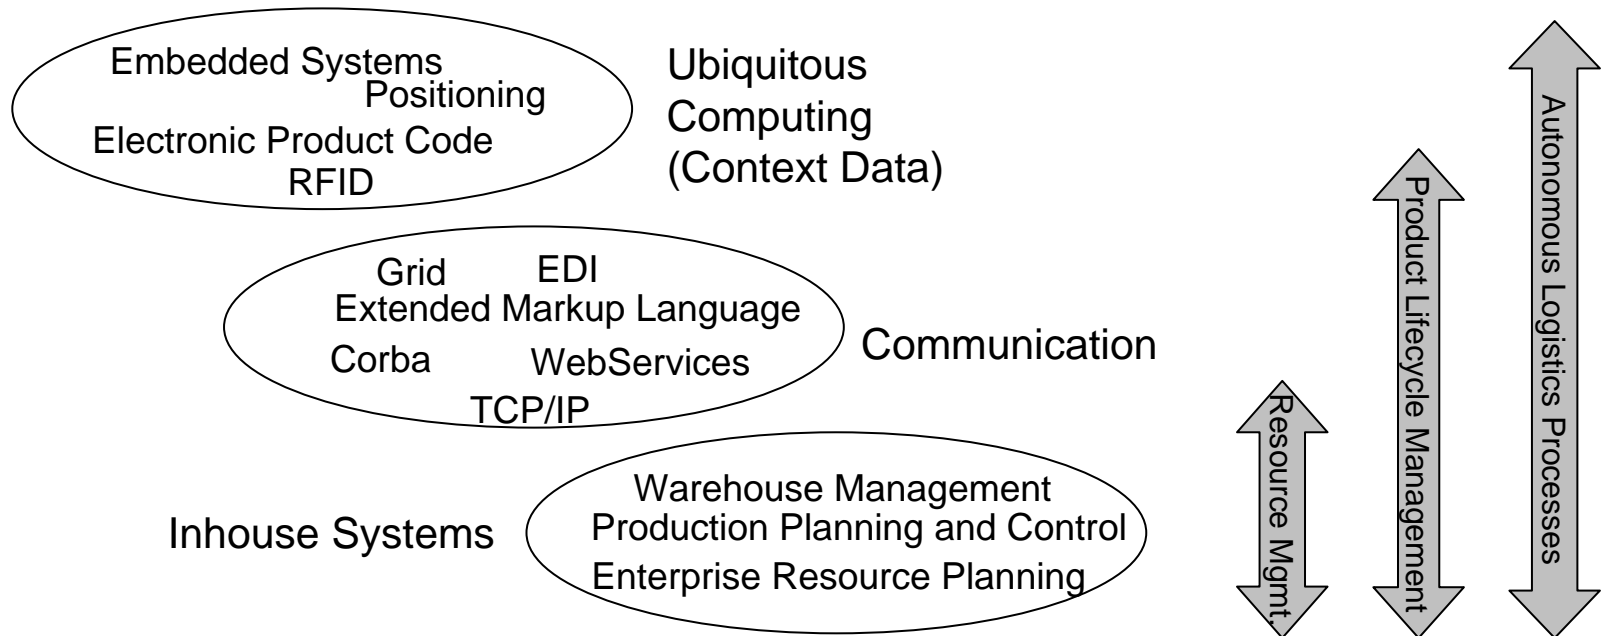 Embedded Systems
Positioning
Electronic Product Code
RFID
Ubiquitous
Computing
(Context Data)
Grid
EDI
Extended Markup Language
Corba
WebServices
TCP/IP
Communication
Inhouse Systems
Warehouse Management
Production Planning and Control
Enterprise Resource Planning
Resource Mgmt.
Product Lifecycle Management
Autonomous Logistics Processes